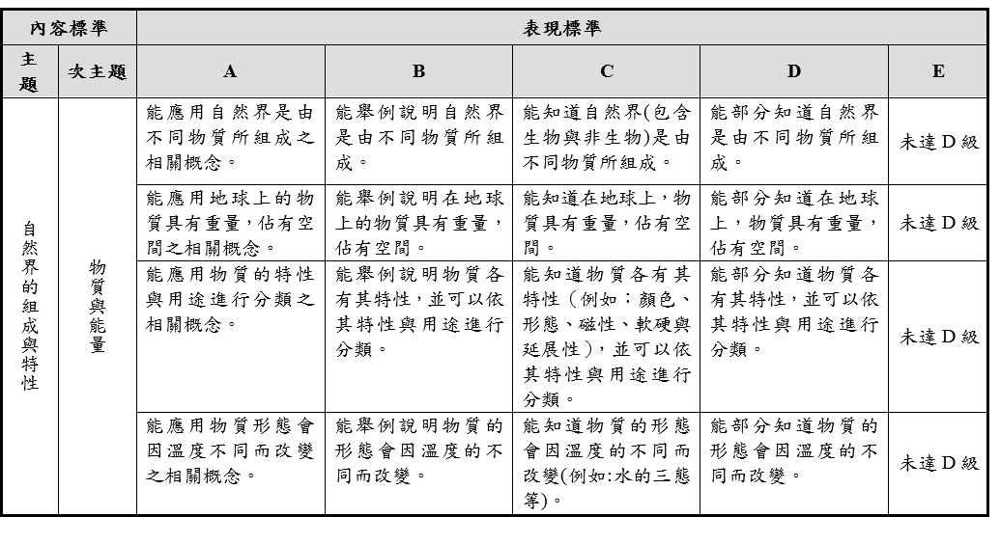 內容標準
表現標準
主
題
次主題
A
B
C
D
E
自然界的組成與特性
物質與能量
能應用自然界是由
不同物質所組成之
相關概念。
能舉例說明自然界
是由不同物質所組
成。
能知道自然界(包含
生物與非生物)是由
不同物質所組成。
能部分知道自然界
是由不同物質所組
成。
未達D級
能應用地球上的物
質具有重量，佔有空
間之相關概念。
能舉例說明在地球
上的物質具有重量，
佔有空間。
能知道在地球上，物
質具有重量，佔有空
間。
能部分知道在地球
上，物質具有重量，
佔有空間。
未達D級
能應用物質的特性
與用途進行分類之
相關概念。
能舉例說明物質各
有其特性，並可以依
其特性與用途進行
分類。
能知道物質各有其
特性（例如：顏色、
形態、磁性、軟硬與
延展性），並可以依
其特性與用途進行
分類。
能部分知道物質各
有其特性，並可以依
其特性與用途進行
分類。
未達D級
能應用物質形態會
因溫度不同而改變
之相關概念。
能舉例說明物質的
形態會因溫度的不
同而改變。
能知道物質的形態
會因溫度的不同而
改變(例如:水的三態
等)。
能部分知道物質的
形態會因溫度的不
同而改變。
未達D級